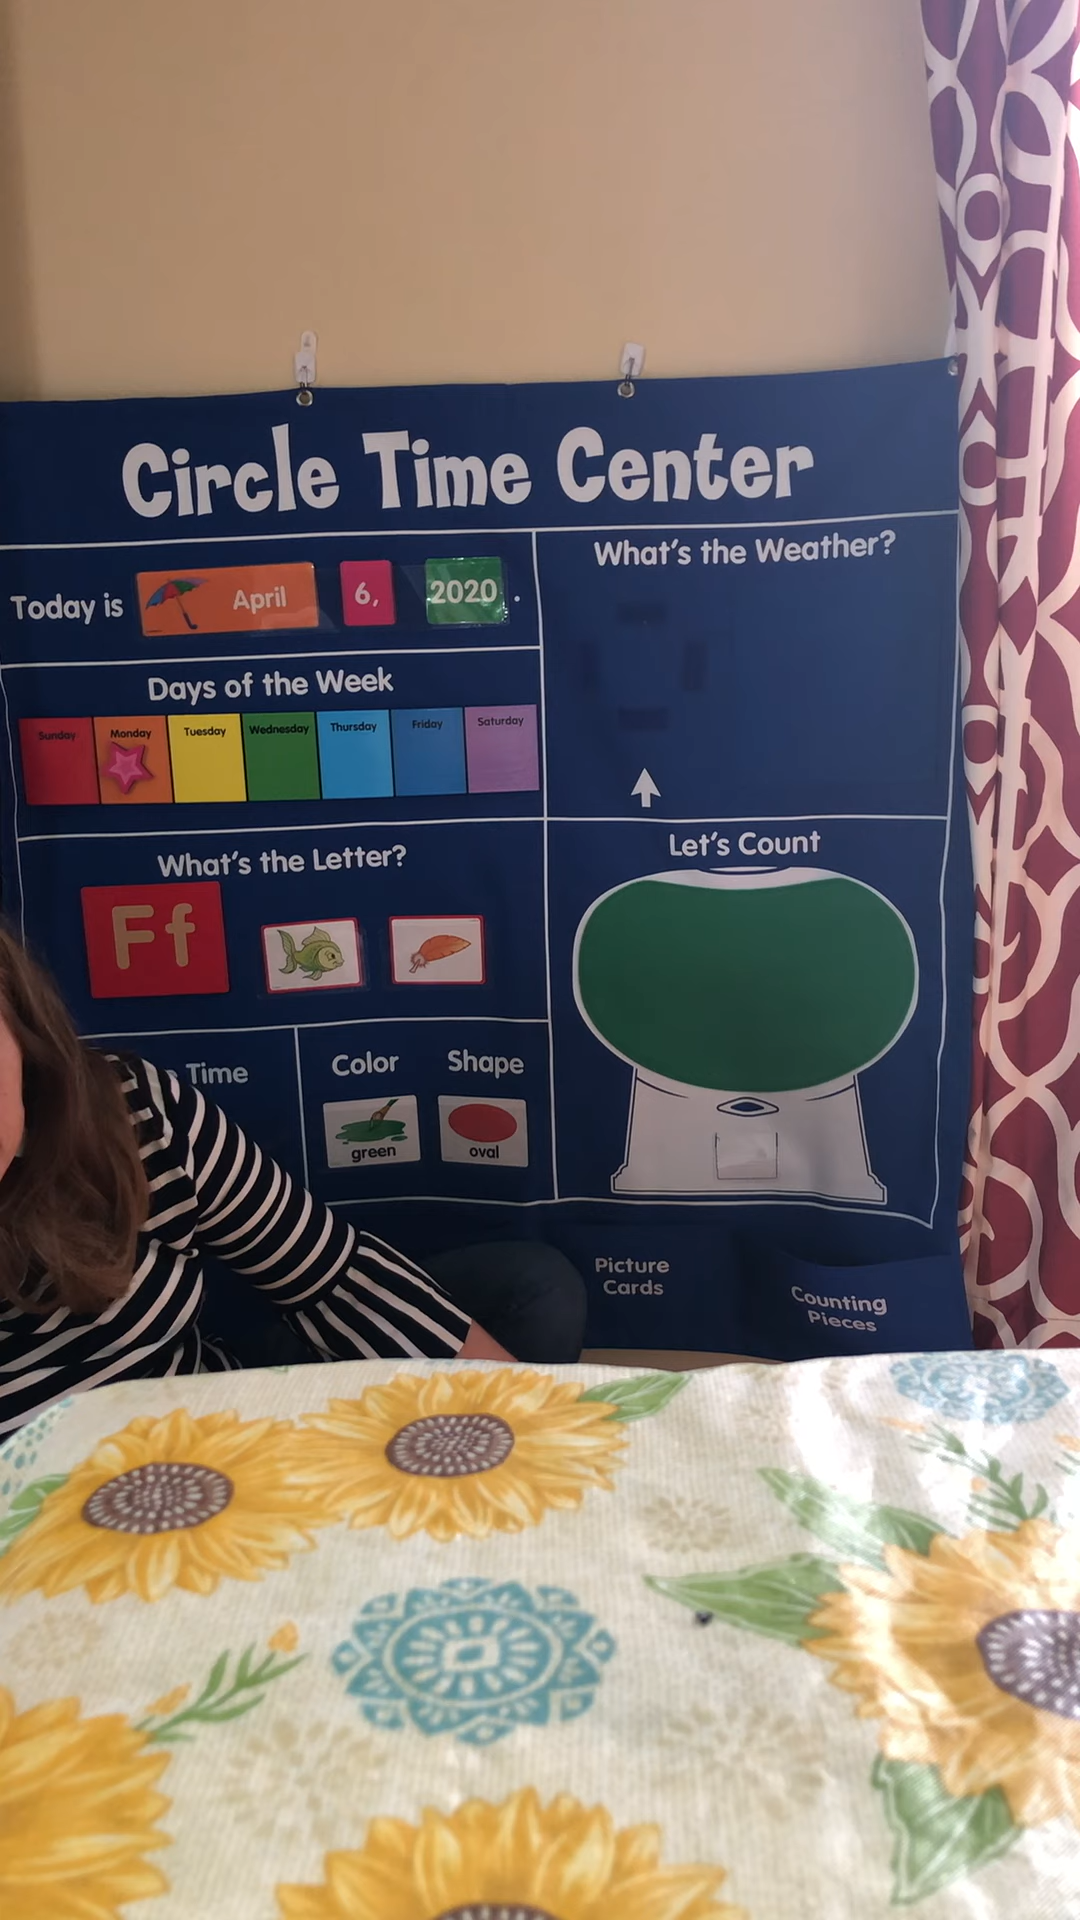 Circle Time Center
Today is April 6, 2020 .
Days of the Week
Sunday Monday Tuesday Wednesday Thursday Friday Saturday
What's the Letter?
Ff
Time
Color Shape
green oval
What's the Weather?
Let's Count
Picture
Cards
Counting
Pieces